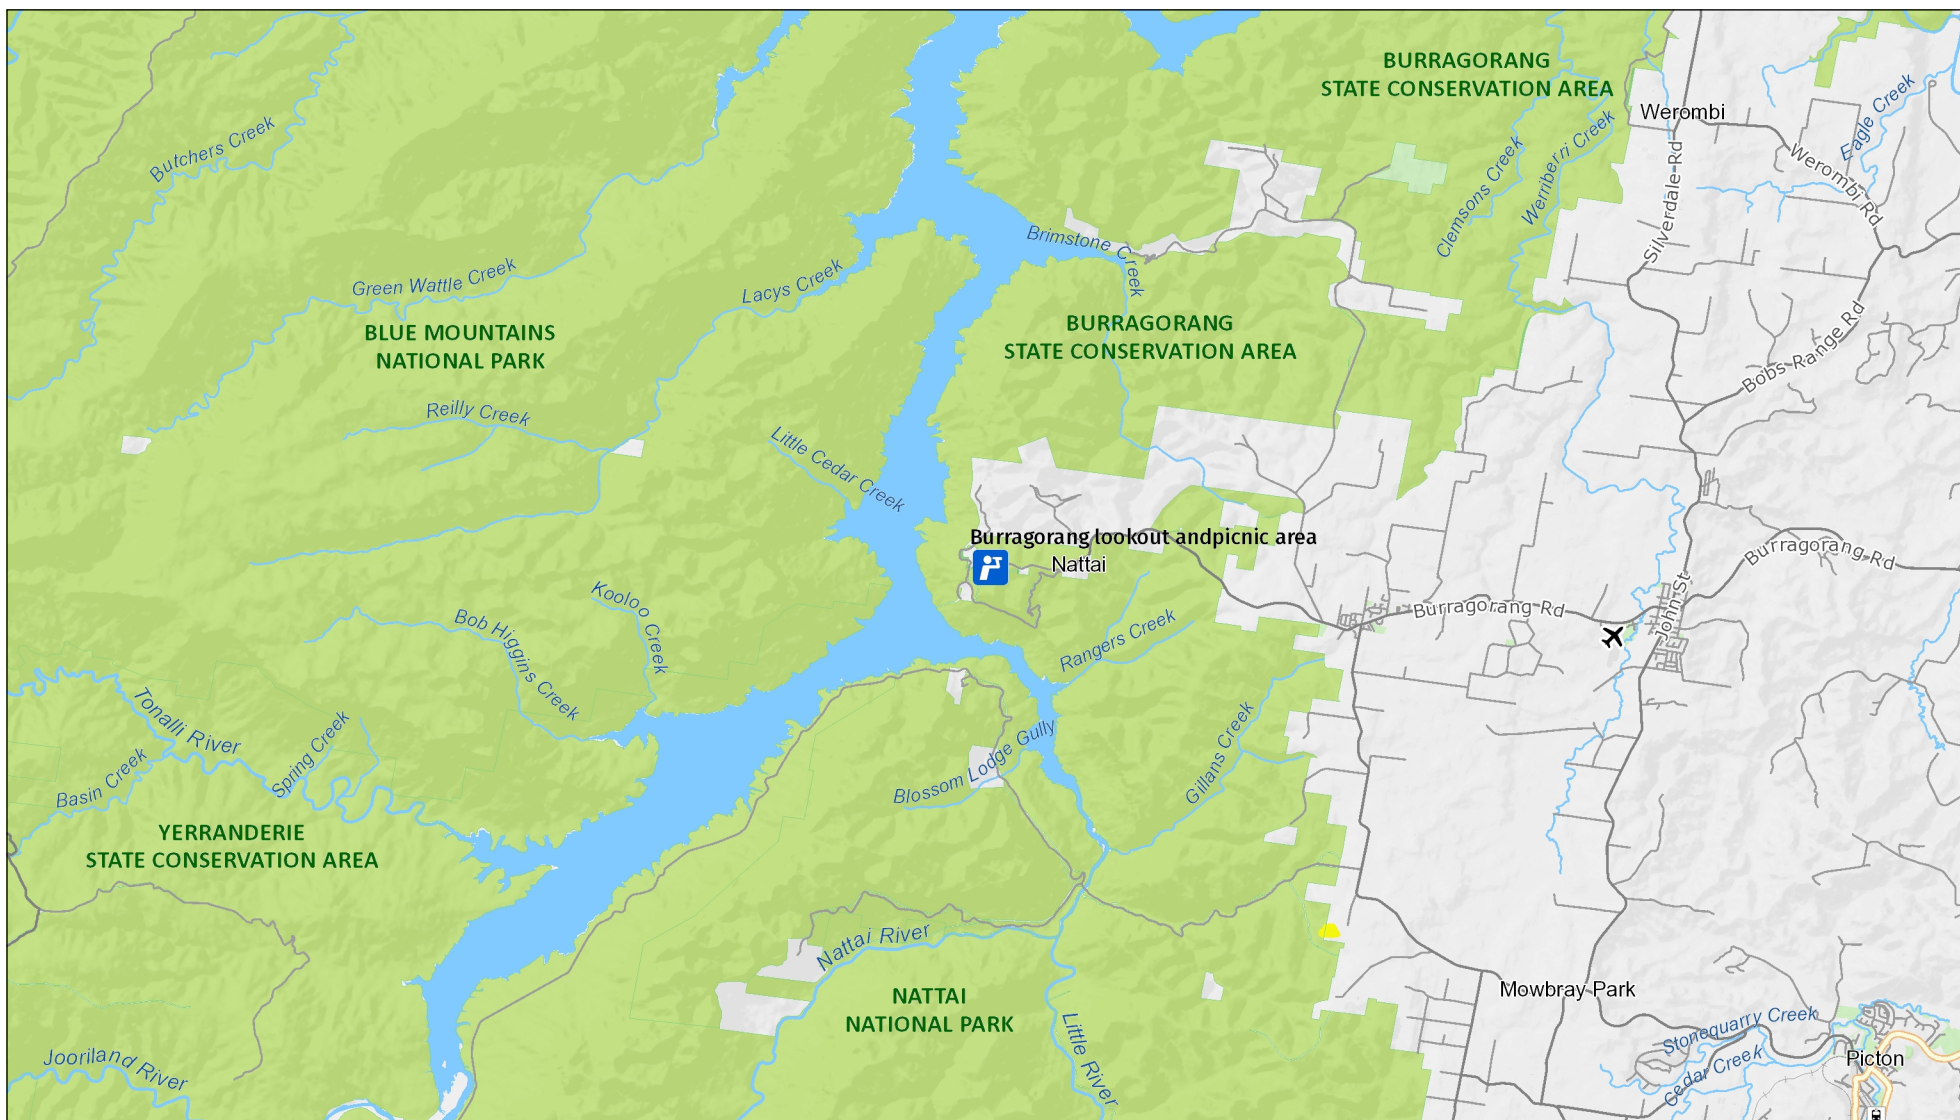 BURRAGORANG
STATE CONSERVATION AREA
Werombi
Eagle Creek
Butchers Creek
Clemsons Creek
Werriberri Creek
Werombi Rd
Silverdale Rd
Brimstone Creek
Green Wattle Creek
Lacys Creek
BLUE MOUNTAINS
NATIONAL PARK
BURRAGORANG
STATE CONSERVATION AREA
Bobs Range Rd
Reilly Creek
Little Cedar Creek
Burragorang lookout andpicnic area
Nattai
Burragorang Rd
Burragorang Rd
John St
Kooloo Creek
Bob Higgins Creek
Rangers Creek
Tonalli River
Spring Creek
Basin Creek
Blossom Lodge Gully
Gillans Creek
YERRANDERIE
STATE CONSERVATION AREA
Nattai River
NATTAI
NATIONAL PARK
Mowbray Park
Little River
Stonequarry Creek
Cedar Creek
Picton
Jooriland River